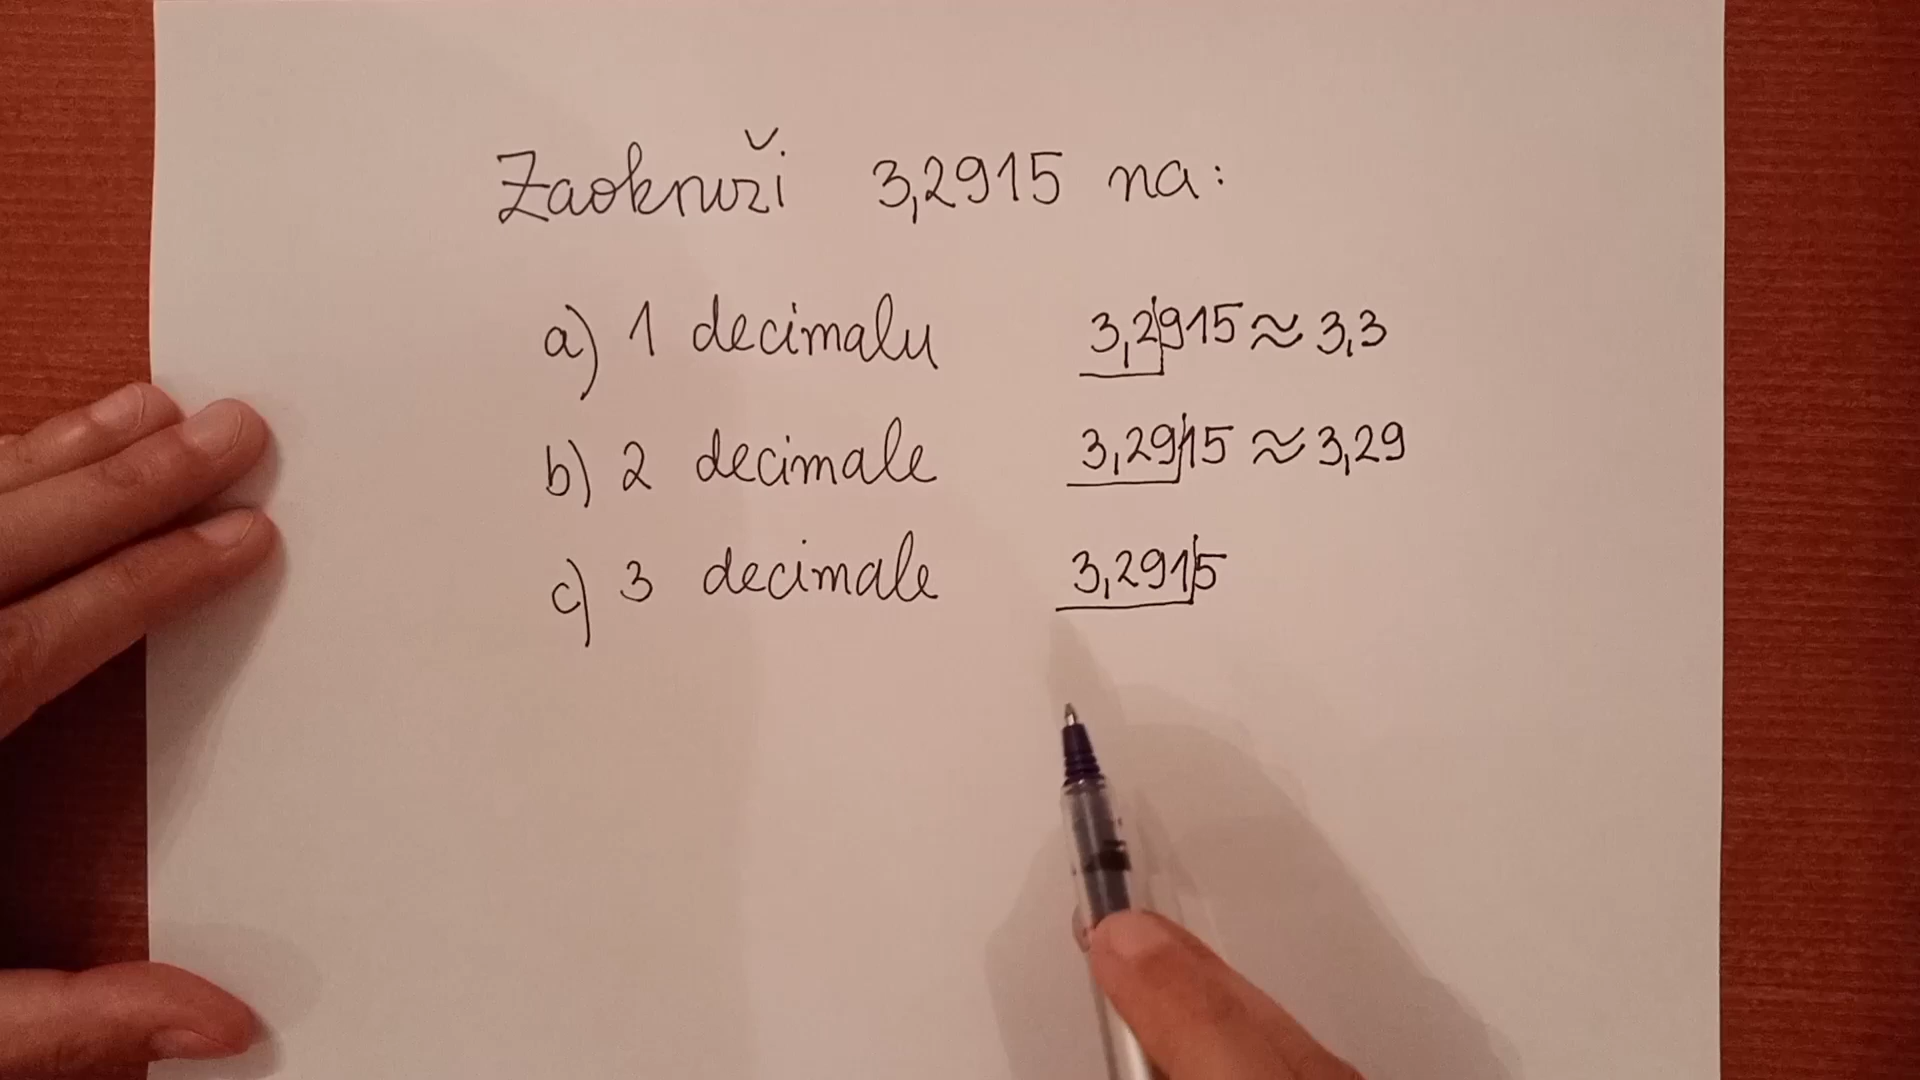 Zaokruži 3,2915 na:
a) 1 decimalu 3,2915 ≈ 3,3
b) 2 decimale 3,2915 ≈ 3,29
c) 3 decimale 3,2915